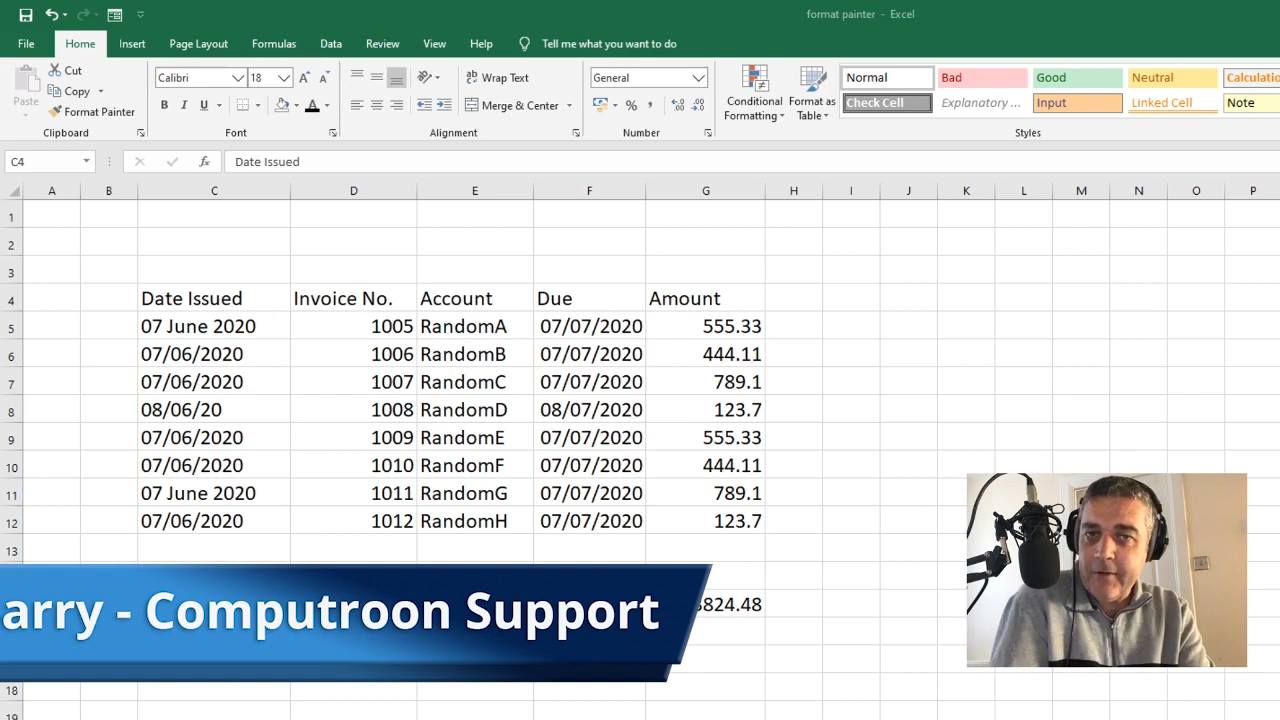 format painter - Excel
File Home Insert Page Layout Formulas Data Review View Help Tell me what you want to do
Paste Cut Copy Format Painter Clipboard
Calibri 18 A A B I U A Font
ab Wrap Text Merge & Center Alignment
General % , .00 .0 Number
Conditional Formatting Format as Table
Normal Bad Good Neutral Calculatio
Check Cell Explanatory ... Input Linked Cell Note
Styles
C4 fx Date Issued
A B C D E F G H I J K L M N O P
1
2
3
4 Date Issued Invoice No. Account Due Amount
5 07 June 2020 1005 RandomA 07/07/2020 555.33
6 07/06/2020 1006 RandomB 07/07/2020 444.11
7 07/06/2020 1007 RandomC 07/07/2020 789.1
8 08/06/20 1008 RandomD 08/07/2020 123.7
9 07/06/2020 1009 RandomE 07/07/2020 555.33
10 07/06/2020 1010 RandomF 07/07/2020 444.11
11 07 June 2020 1011 RandomG 07/07/2020 789.1
12 07/06/2020 1012 RandomH 07/07/2020 123.7
13
824.48
arry - Computroon Support
18
19